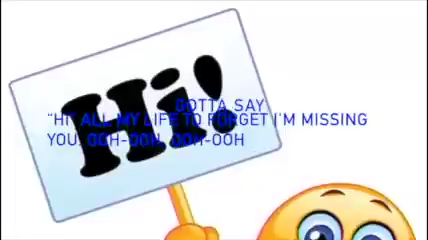 Hi!
GOTTA SAY
"HI" ALL MY LIFE TO FORGET I'M MISSING
YOU. OOH-OOH, OOH-OOH